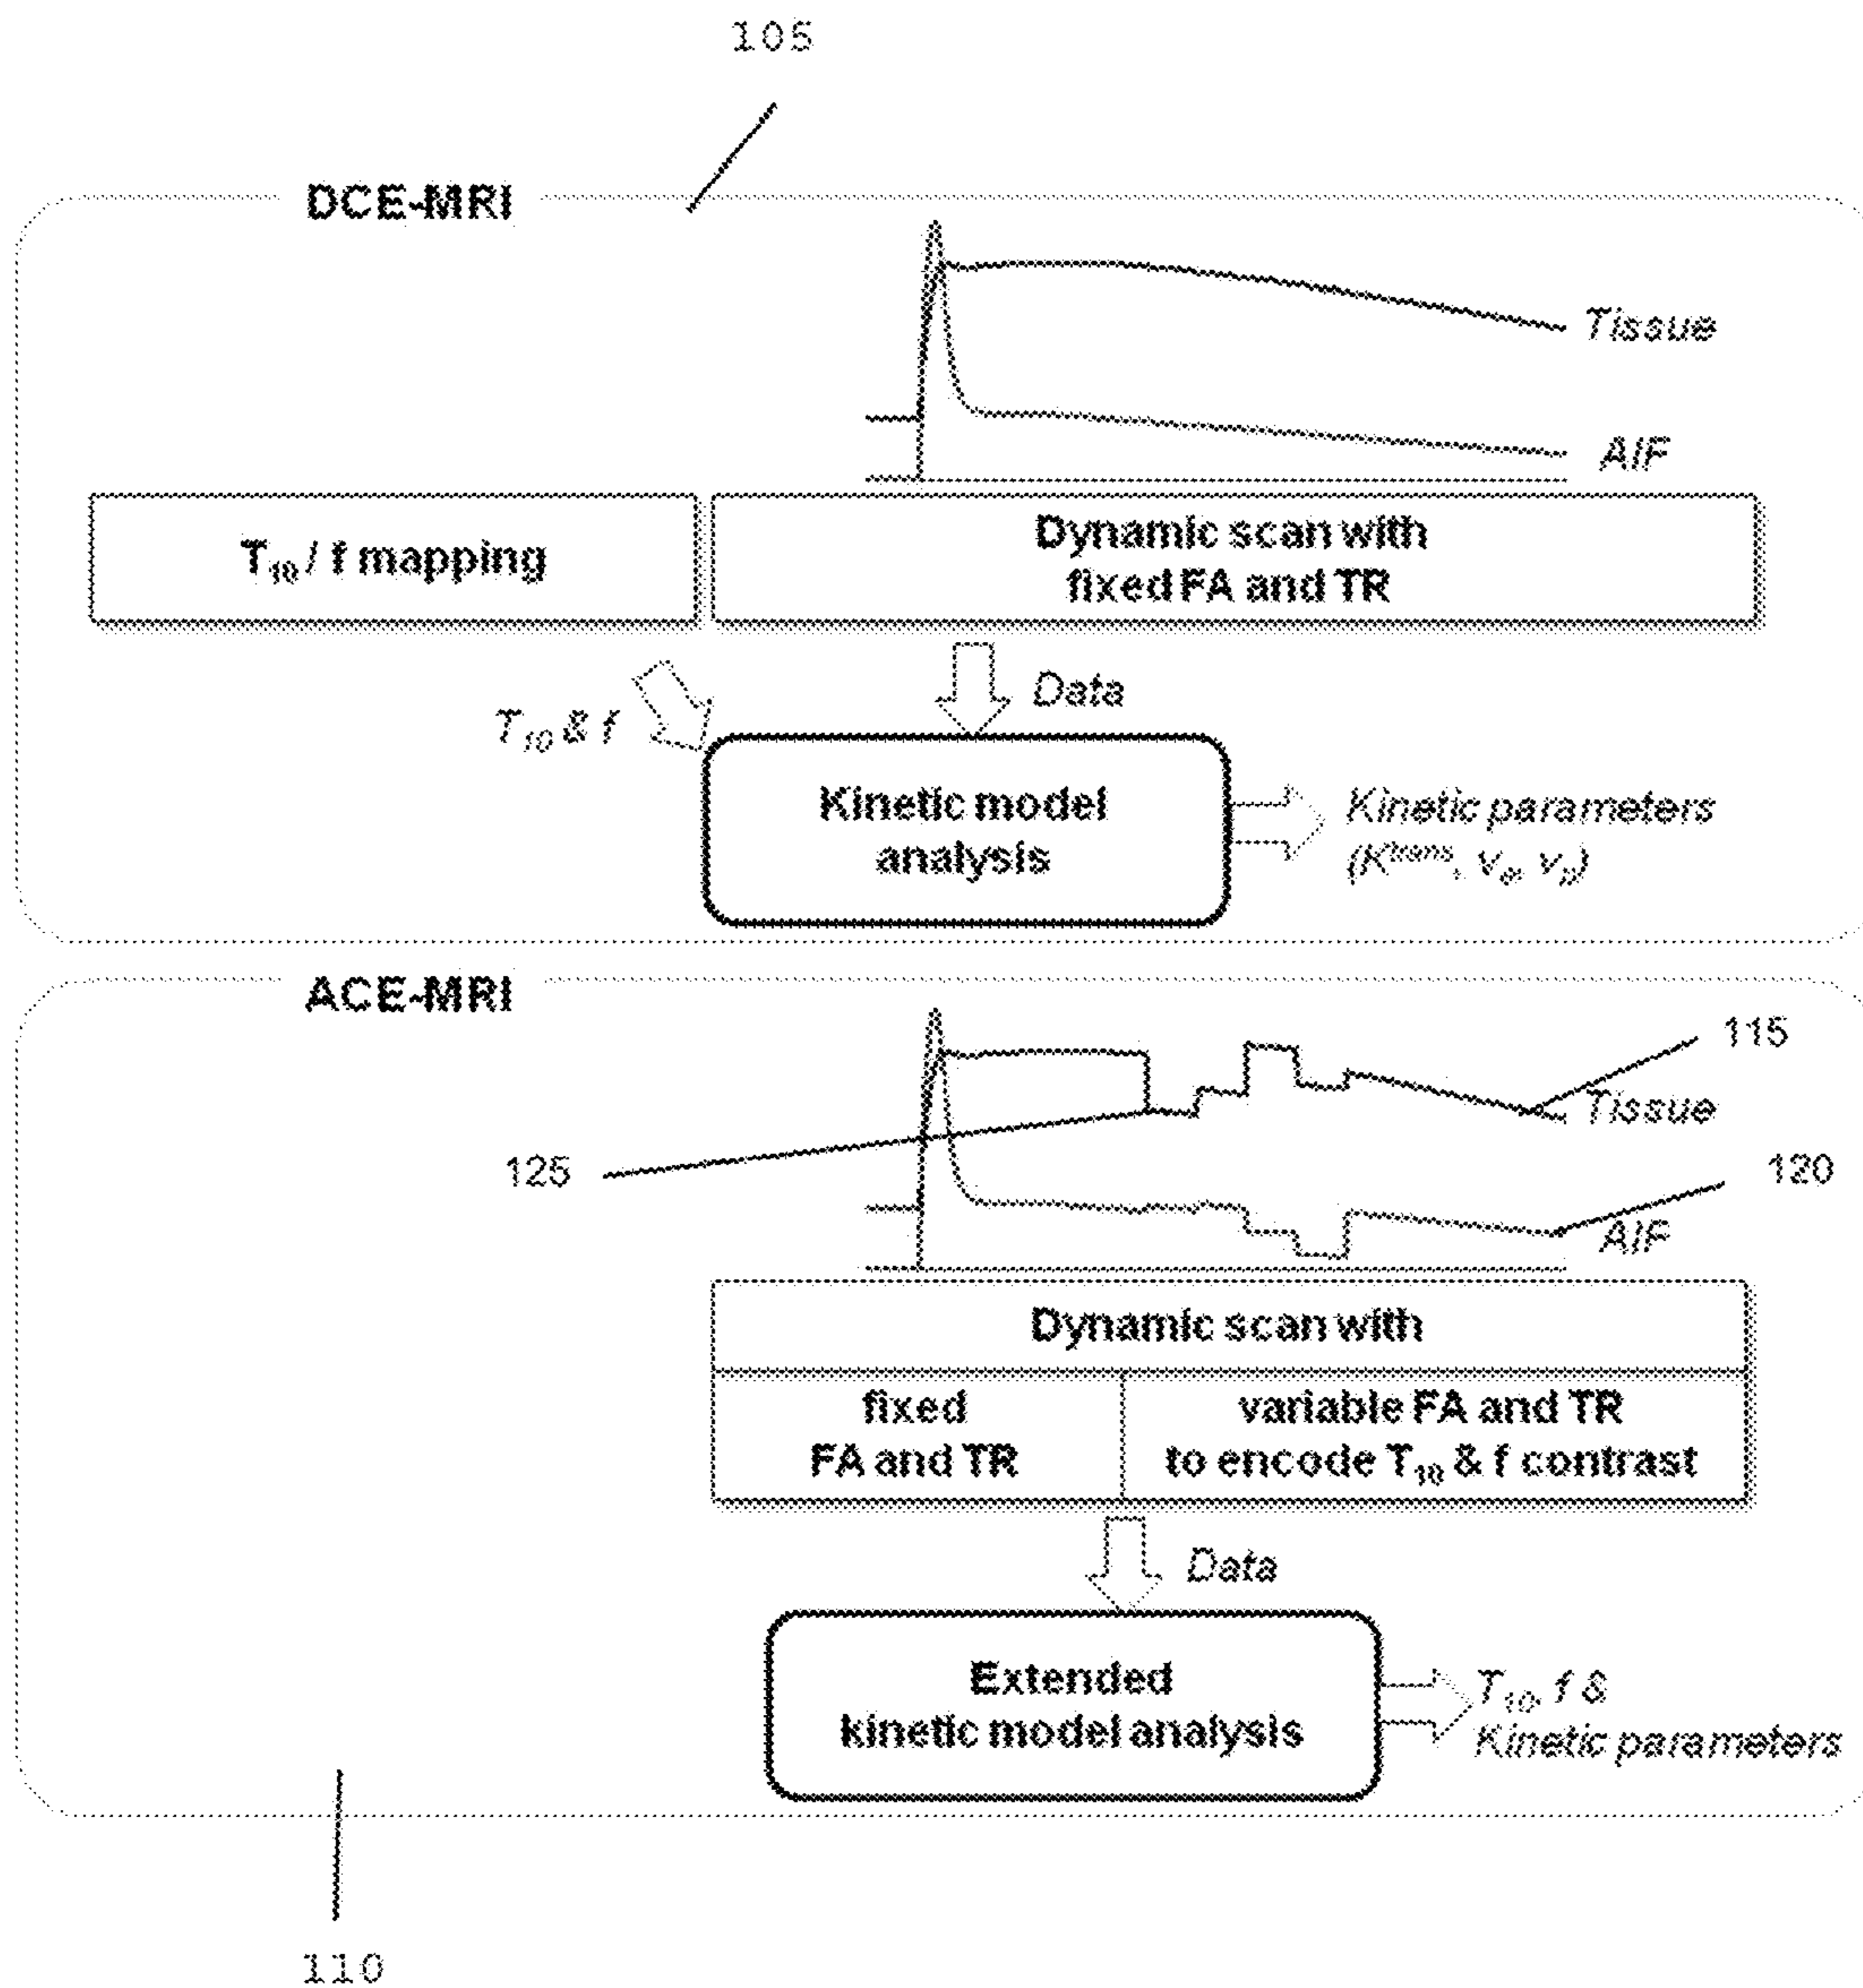 105
DCE-MRI
Tissue
AIF
T₁₀ / f mapping
Dynamic scan with
fixed FA and TR
Data
T₁₀ & f
Kinetic model
analysis
Kinetic parameters
(Kᵗʳᵃⁿˢ, vₑ, vₚ)
ACE-MRI
115
Tissue
125
120
AIF
Dynamic scan with
fixed
FA and TR
variable FA and TR
to encode T₁₀ & f contrast
Data
Extended
kinetic model analysis
T₁₀, f &
Kinetic parameters
110